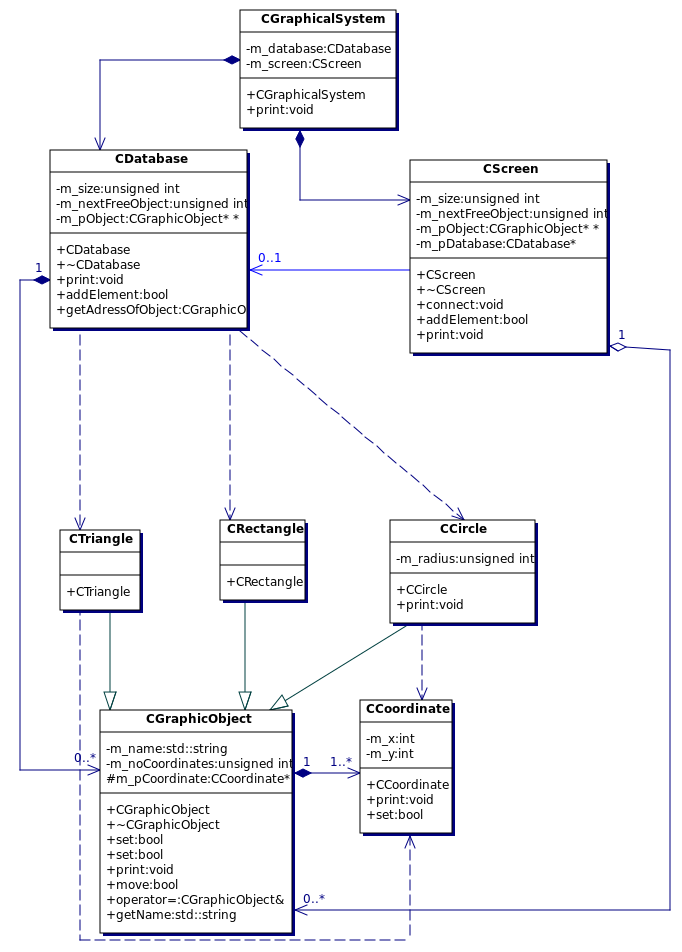 CGraphicalSystem
-m_database:CDatabase
-m_screen:CScreen
+CGraphicalSystem
+print:void
CDatabase
-m_size:unsigned int
-m_nextFreeObject:unsigned int
-m_pObject:CGraphicObject* *
+CDatabase
+~CDatabase
+print:void
+addElement:bool
+getAdressOfObject:CGraphicO
CScreen
-m_size:unsigned int
-m_nextFreeObject:unsigned int
-m_pObject:CGraphicObject* *
-m_pDatabase:CDatabase*
+CScreen
+~CScreen
+connect:void
+addElement:bool
+print:void
0..1
1
1
CTriangle
+CTriangle
CRectangle
+CRectangle
CCircle
-m_radius:unsigned int
+CCircle
+print:void
CGraphicObject
-m_name:std::string
-m_noCoordinates:unsigned int
#m_pCoordinate:CCoordinate*
+CGraphicObject
+~CGraphicObject
+set:bool
+set:bool
+print:void
+move:bool
+operator=:CGraphicObject&
+getName:std::string
0..*
1
1..*
0..*
CCoordinate
-m_x:int
-m_y:int
+CCoordinate
+print:void
+set:bool